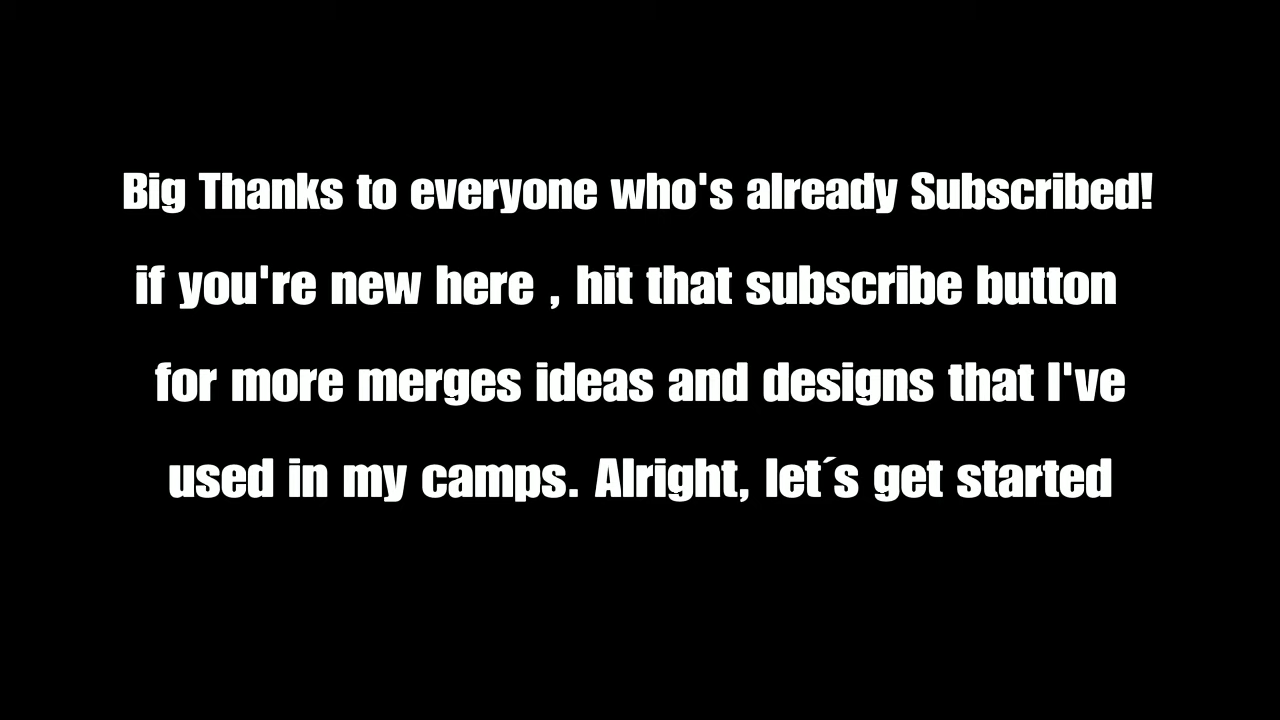 Big Thanks to everyone who's already Subscribed!
if you're new here , hit that subscribe button
for more merges ideas and designs that I've
used in my camps. Alright, let´s get started